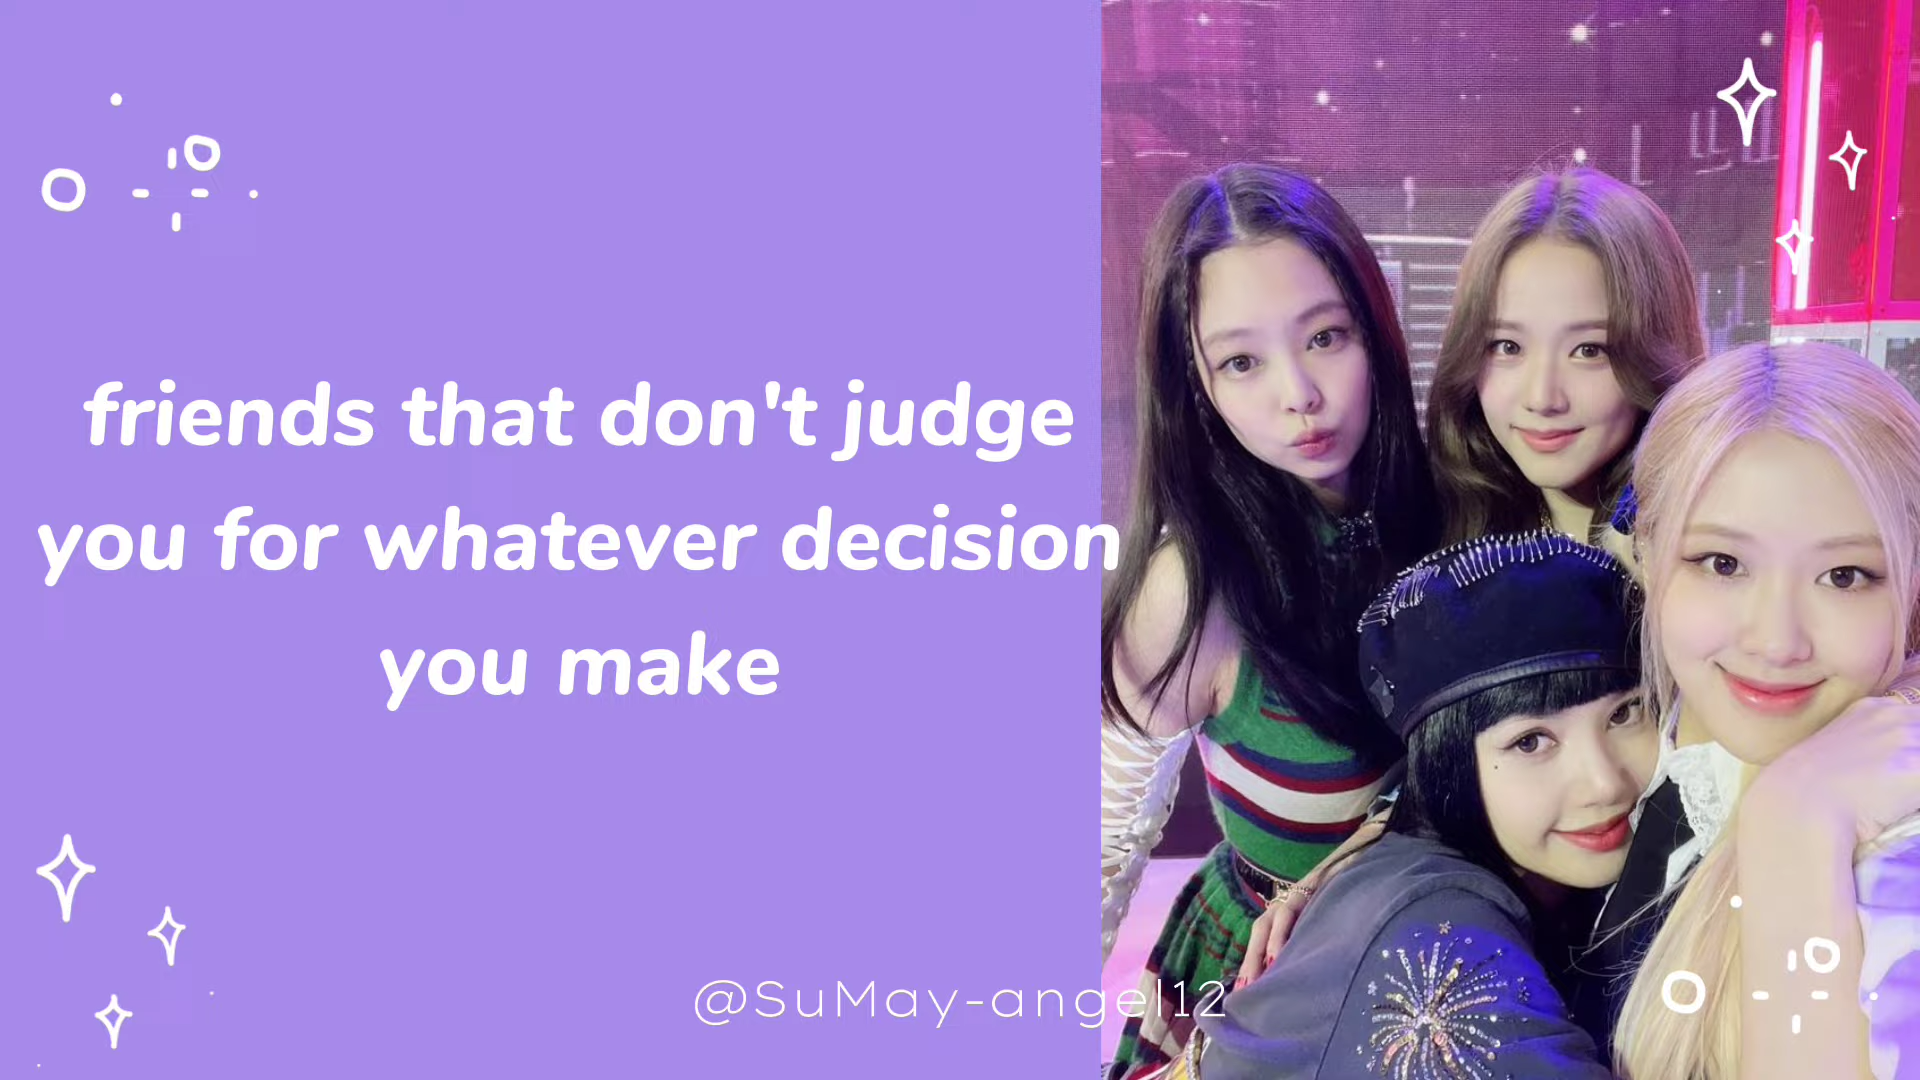 friends that don't judge
you for whatever decision
you make
@SuMay-angel12